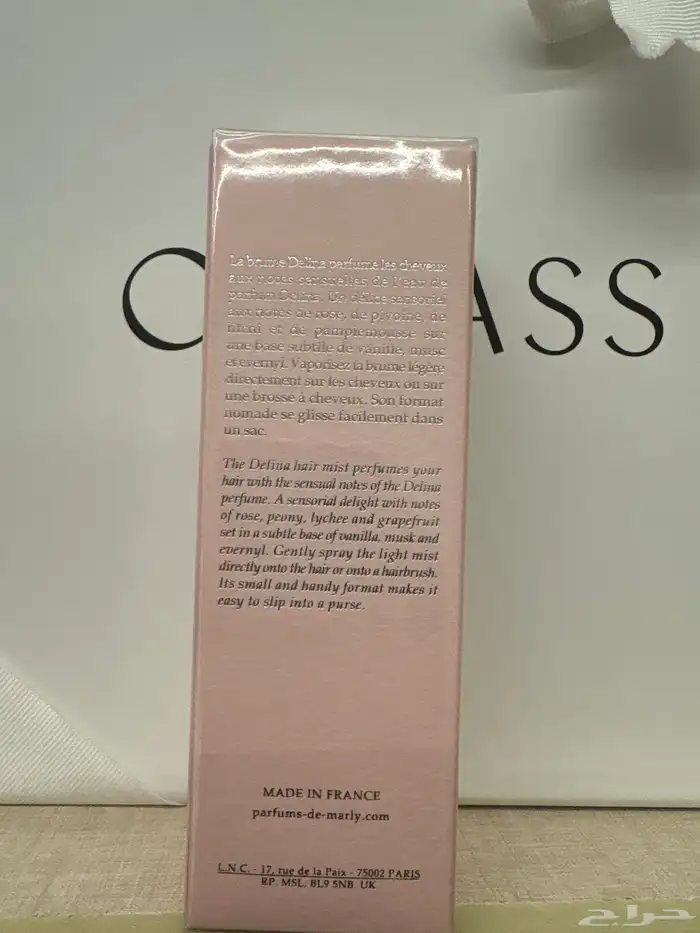 O ASS
La brume Delina parfume les cheveux
aux notes sensuelles de l'eau de
parfum Delina. Un délice sensoriel
aux notes de rose, de pivoine, de
litchi et de pamplemousse sur
une base subtile de vanille, musc
et evernyl. Vaporisez la brume légère
directement sur les cheveux ou sur
une brosse à cheveux. Son format
nomade se glisse facilement dans
un sac.
The Delina hair mist perfumes your
hair with the sensual notes of the Delina
perfume. A sensorial delight with notes
of rose, peony, lychee and grapefruit
set in a subtle base of vanilla, musk and
evernyl. Gently spray the light mist
directly onto the hair or onto a hairbrush.
Its small and handy format makes it
easy to slip into a purse.
MADE IN FRANCE
parfums-de-marly.com
L.N.C. - 17, rue de la Paix - 75002 PARIS
RP. MSL. BL9 5NB UK
حراج